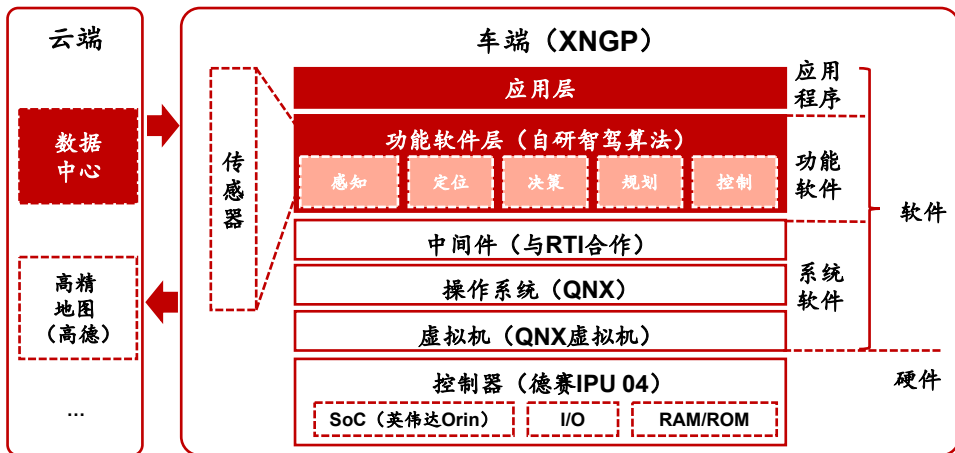 云端
数据
中心
高精
地图
（高德）
...
车端（XNGP）
传
感
器
应用层
功能软件层（自研智驾算法）
感知
定位
决策
规划
控制
中间件（与RTI合作）
操作系统（QNX）
虚拟机（QNX虚拟机）
控制器（德赛IPU 04）
SoC（英伟达Orin）
I/O
RAM/ROM
应用
程序
功能
软件
系统
软件
软件
硬件